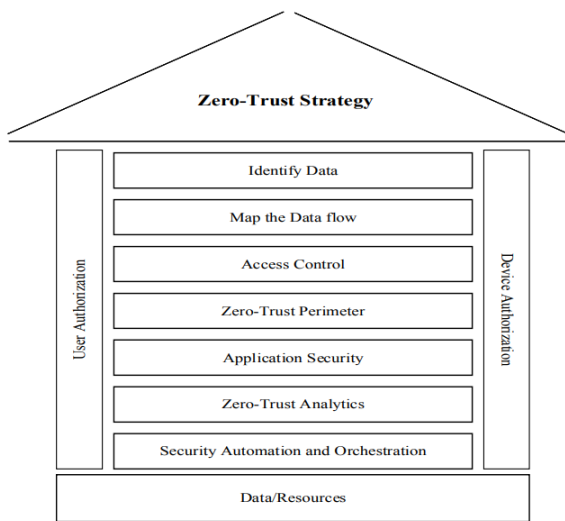 Zero-Trust Strategy
User Authorization
Identify Data
Map the Data flow
Access Control
Zero-Trust Perimeter
Application Security
Zero-Trust Analytics
Security Automation and Orchestration
Device Authorization
Data/Resources